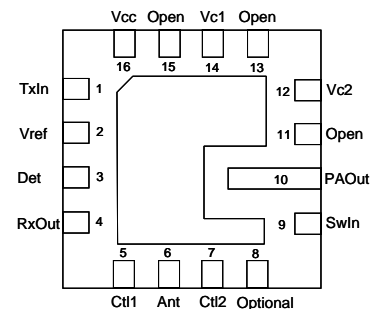 Vcc Open Vc1 Open
16 15 14 13
TxIn 1 12 Vc2
Vref 2 11 Open
Det 3 10 PAOut
RxOut 4 9 SwIn
5 6 7 8
Ctl1 Ant Ctl2 Optional